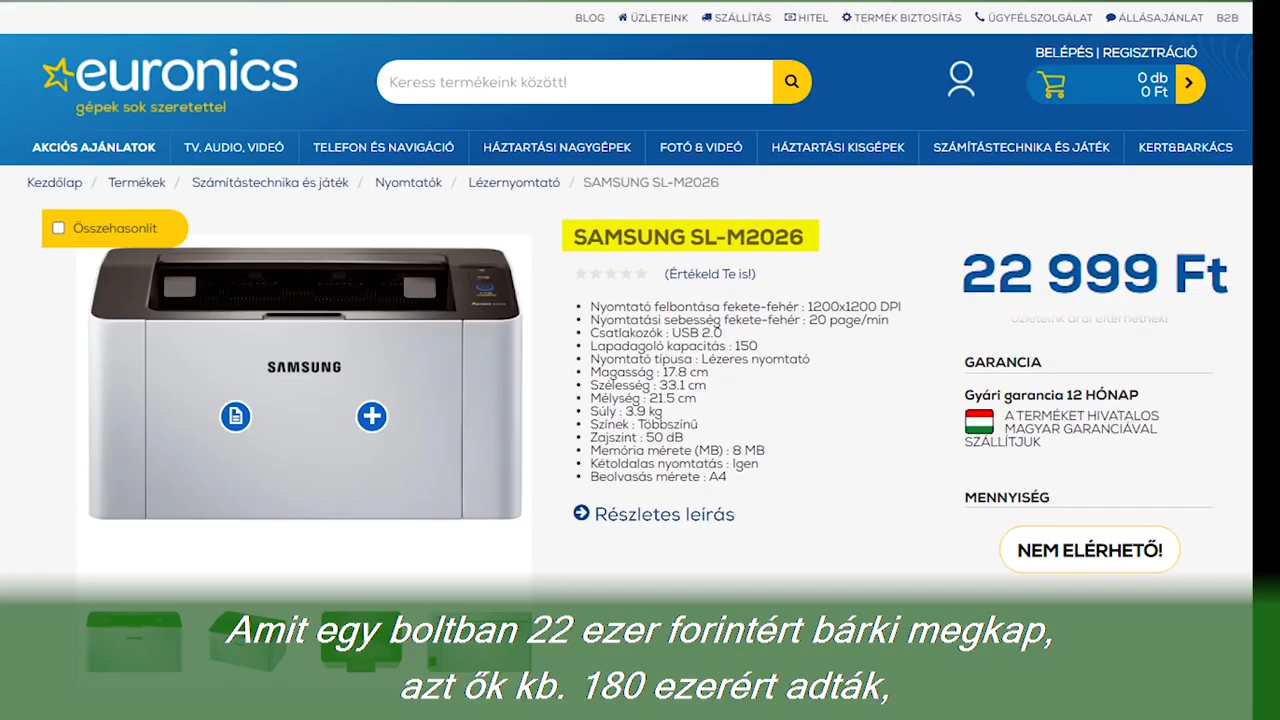 BLOG ÜZLETEINK SZÁLLÍTÁS HITEL TERMÉK BIZTOSÍTÁS ÜGYFÉLSZOLGÁLAT ÁLLÁSAJÁNLAT B2B
euronics
gépek sok szeretettel
Keress termékeink között!
BELÉPÉS | REGISZTRÁCIÓ
0 db
0 Ft
AKCIÓS AJÁNLATOK TV, AUDIO, VIDEÓ TELEFON ÉS NAVIGÁCIÓ HÁZTARTÁSI NAGYGÉPEK FOTÓ & VIDEÓ HÁZTARTÁSI KISGÉPEK SZÁMÍTÁSTECHNIKA ÉS JÁTÉK KERT&BARKÁCS
Kezdőlap / Termékek / Számítástechnika és játék / Nyomtatók / Lézernyomtató / SAMSUNG SL-M2026
Összehasonlít
SAMSUNG
SAMSUNG SL-M2026
(Értékeld Te is!)
• Nyomtató felbontása fekete-fehér : 1200x1200 DPI
• Nyomtatási sebesség fekete-fehér : 20 page/min
• Csatlakozók : USB 2.0
• Lapadagoló kapacitás : 150
• Nyomtató típusa : Lézeres nyomtató
• Magasság : 17.8 cm
• Szélesség : 33.1 cm
• Mélység : 21.5 cm
• Súly : 3.9 kg
• Színek : Többszínű
• Zajszint : 50 dB
• Memória mérete (MB) : 8 MB
• Kétoldalas nyomtatás : Igen
• Beolvasás mérete : A4
Részletes leírás
22 999 Ft
GARANCIA
Gyári garancia 12 HÓNAP
A TERMÉKET HIVATALOS
MAGYAR GARANCIÁVAL
SZÁLLÍTJUK
MENNYISÉG
NEM ELÉRHETŐ!
Amit egy boltban 22 ezer forintért bárki megkap,
azt ők kb. 180 ezerért adták,